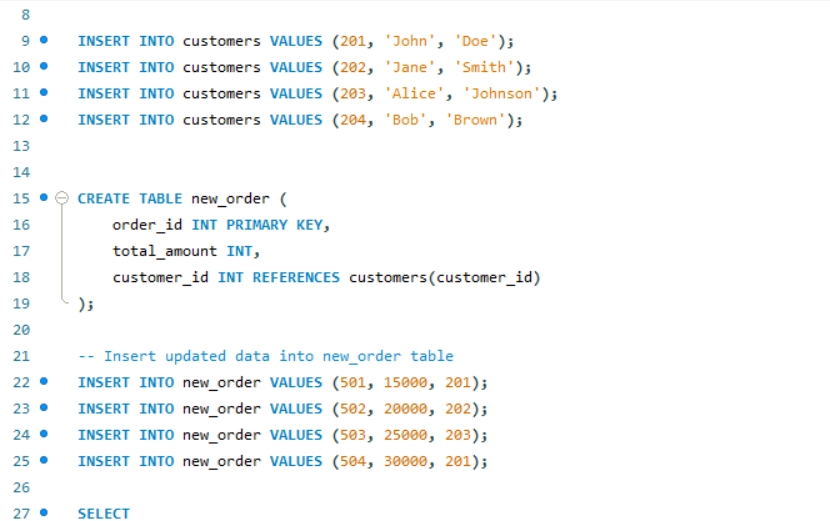 8
9 INSERT INTO customers VALUES (201, 'John', 'Doe');
10 INSERT INTO customers VALUES (202, 'Jane', 'Smith');
11 INSERT INTO customers VALUES (203, 'Alice', 'Johnson');
12 INSERT INTO customers VALUES (204, 'Bob', 'Brown');
13
14
15 CREATE TABLE new_order (
16 order_id INT PRIMARY KEY,
17 total_amount INT,
18 customer_id INT REFERENCES customers(customer_id)
19 );
20
21 -- Insert updated data into new_order table
22 INSERT INTO new_order VALUES (501, 15000, 201);
23 INSERT INTO new_order VALUES (502, 20000, 202);
24 INSERT INTO new_order VALUES (503, 25000, 203);
25 INSERT INTO new_order VALUES (504, 30000, 201);
26
27 SELECT